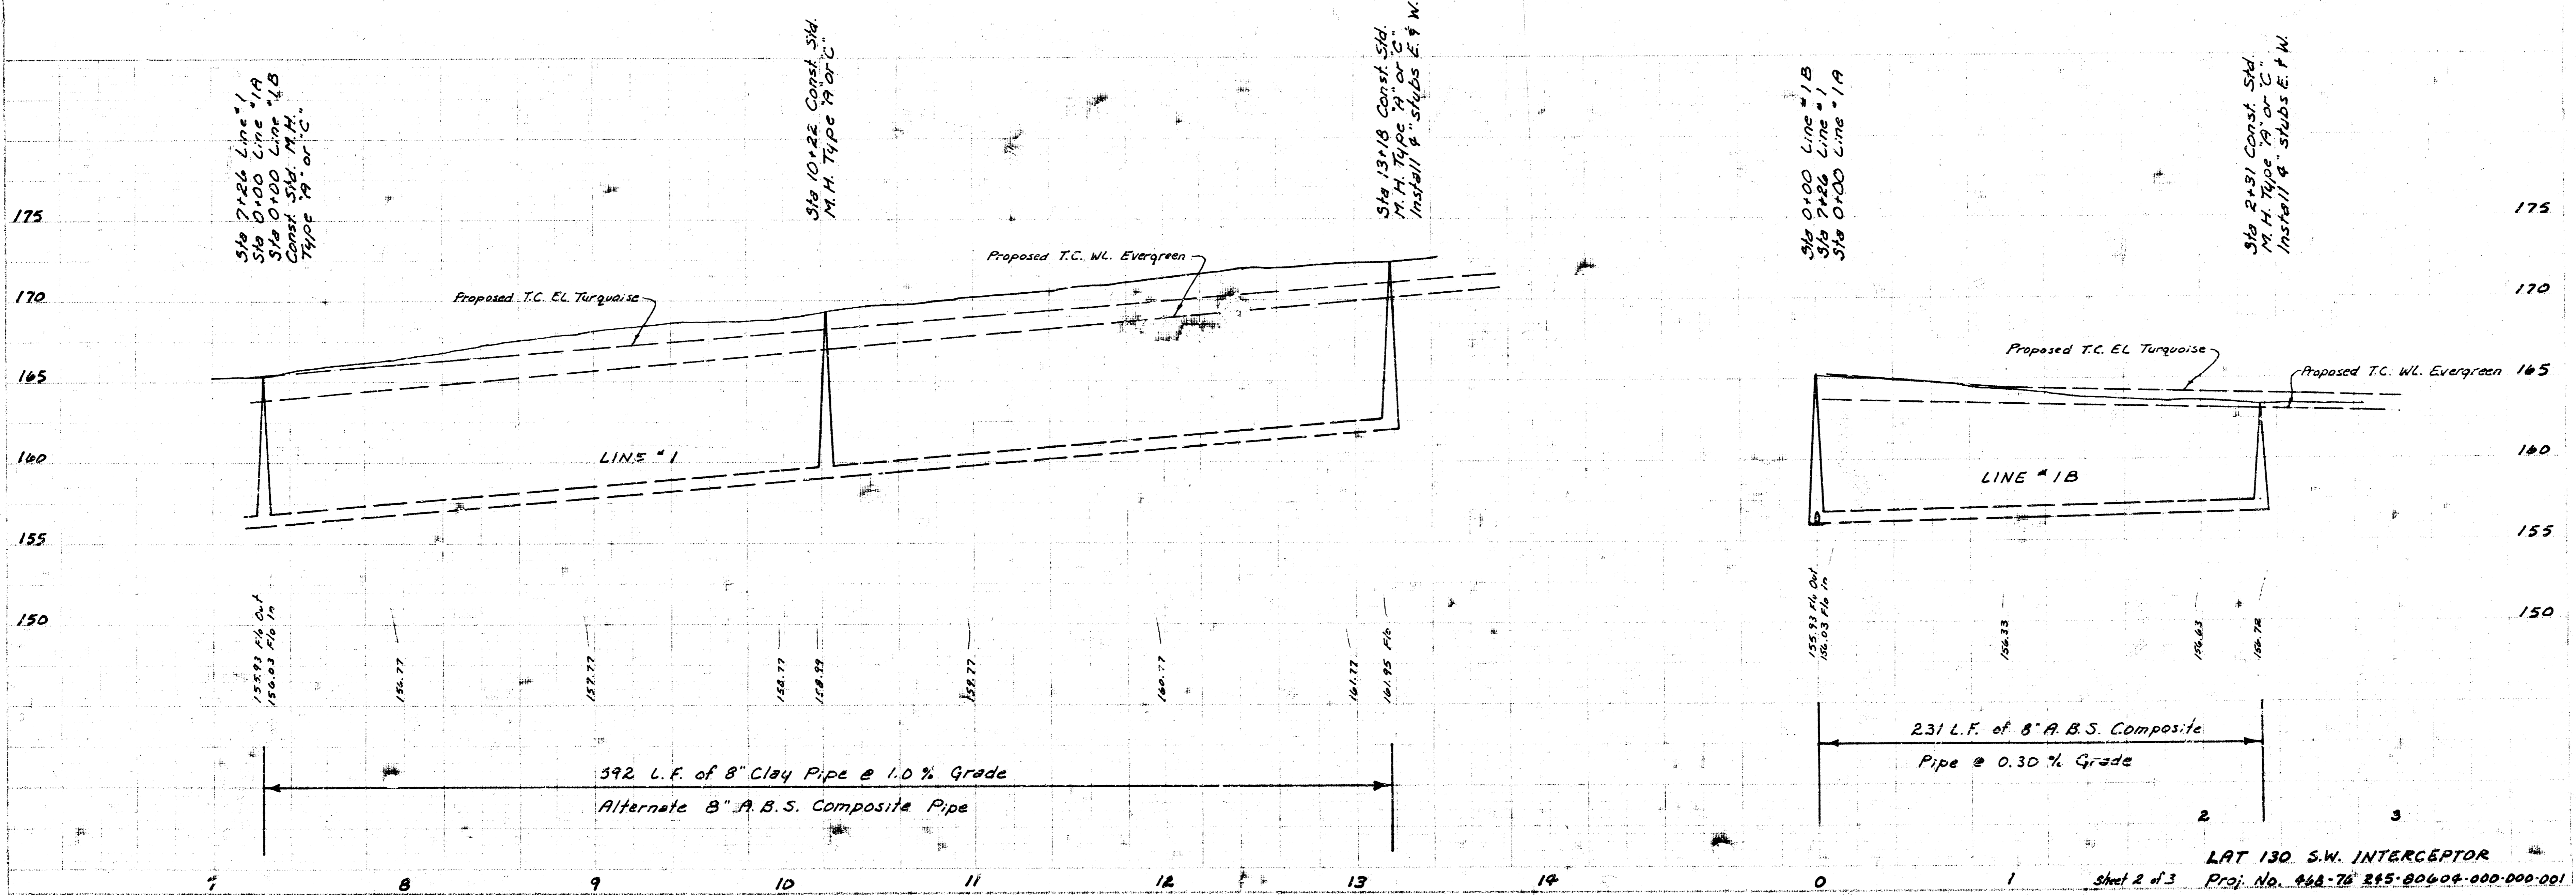 Sta 7+26 Line #1
Sta 0+00 Line #1A
Sta 0+00 Line #1B
Const. Std. M.H.
Type "A" or "C"
Sta 10+22 Const. Std.
M.H. Type "A" or "C"
Sta 13+18 Const. Std.
M.H. Type "A" or "C"
Install 4" stubs E. & W.
Sta 0+00 Line #1B
Sta 7+26 Line #1
Sta 0+00 Line #1A
Sta 2+31 Const. Std.
M.H. Type "A" or "C"
Install 4" stubs E. & W.
175
175
Proposed T.C. WL. Evergreen
Proposed T.C. EL. Turquoise
170
170
Proposed T.C. EL. Turquoise
Proposed T.C. WL. Evergreen
165
165
LINE #1
160
160
LINE #1B
155
155
150
150
155.93 F/o Out
156.03 F/o In
156.77
157.77
158.77
158.99
159.77
160.77
161.77
161.95 F/o
155.93 F/o Out
156.03 F/o In
156.33
156.63
156.72
592 L.F. of 8" Clay Pipe @ 1.0 % Grade
Alternate 8" A.B.S. Composite Pipe
231 L.F. of 8" A.B.S. Composite
Pipe @ 0.30 % Grade
2 3
7 8 9 10 11 12 13 14 0 1
LAT 130 S.W. INTERCEPTOR
Sheet 2 of 3 Proj. No. 468-76 245-80604-000-000-001